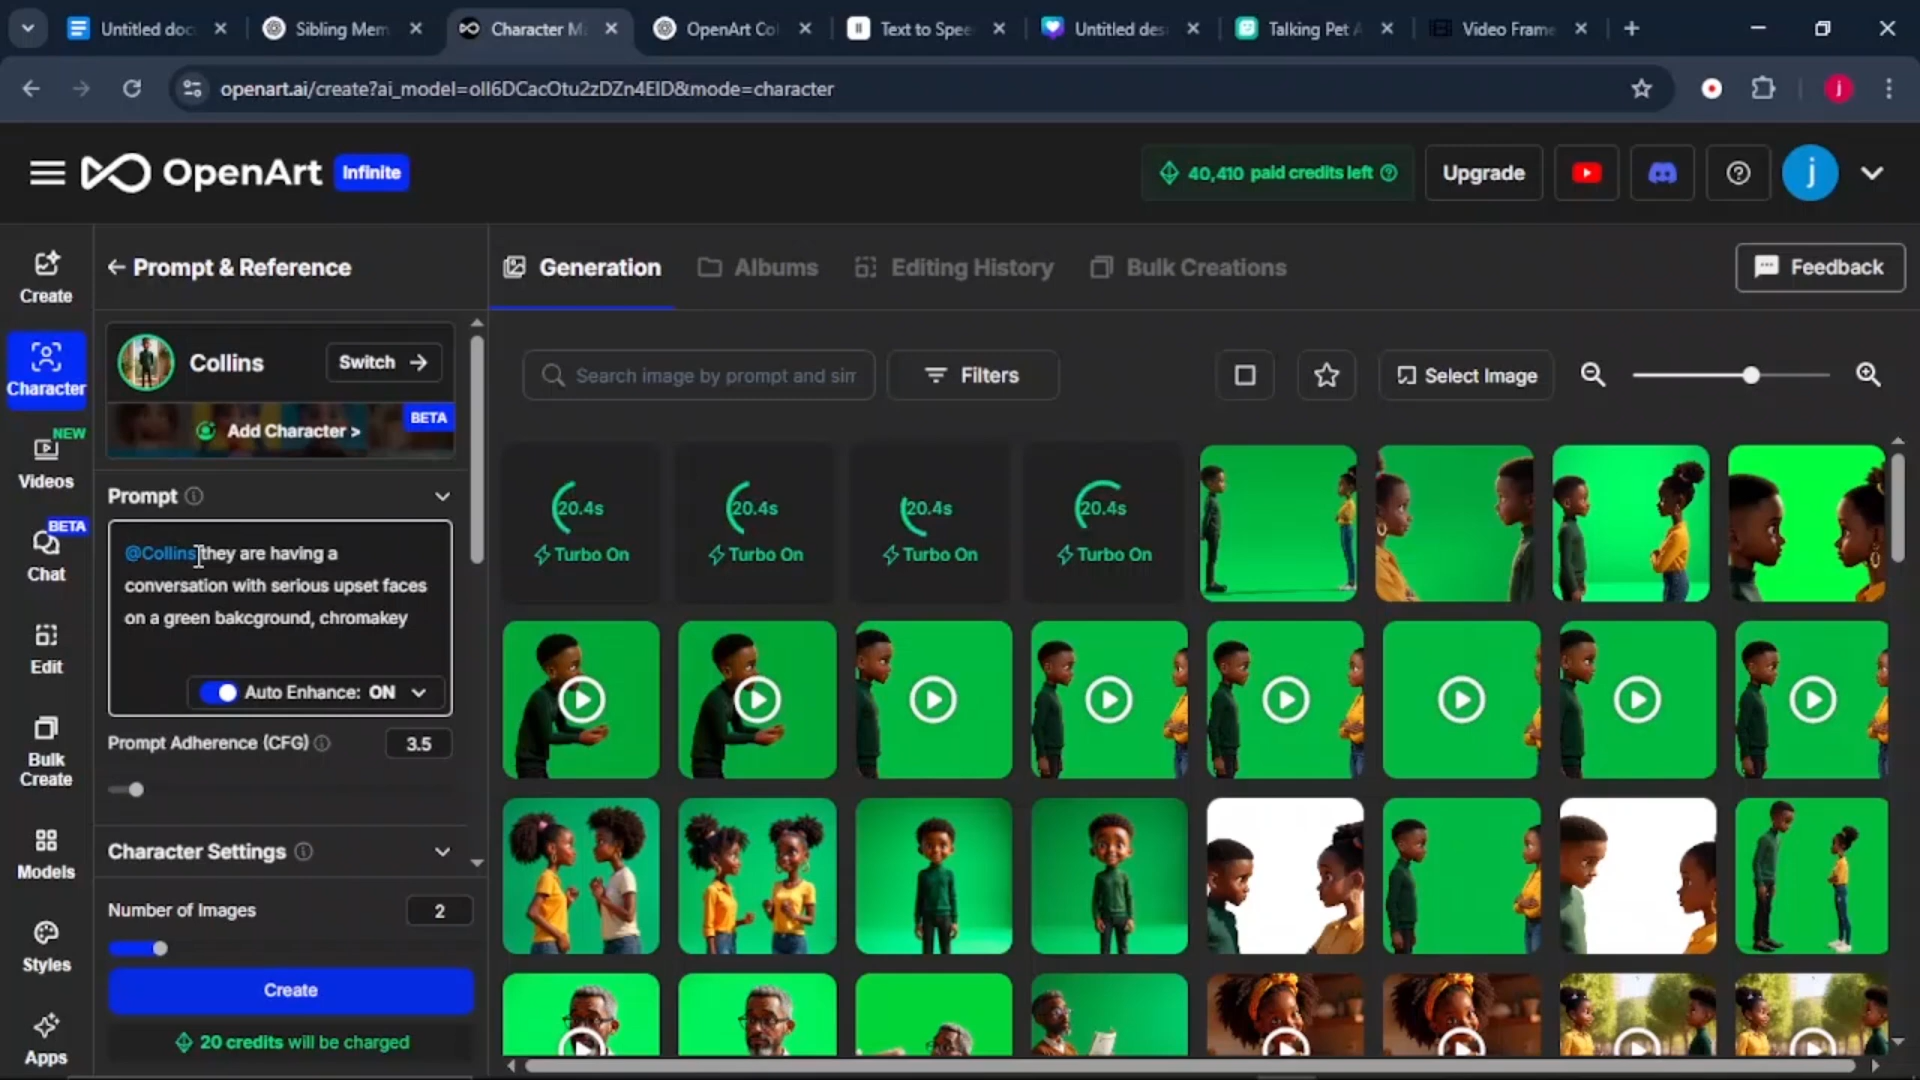 Untitled doc
Sibling Mem
Character Ma
OpenArt Col
Text to Spee
Untitled des
Talking Pet A
Video Frame
openart.ai/create?ai_model=oII6DCacOtu2zDZn4EID&mode=character
OpenArt
Infinite
40,410 paid credits left
Upgrade
j
Create
Character
NEW
Videos
BETA
Chat
Edit
Bulk
Create
Models
Styles
Apps
Prompt & Reference
Collins
Switch
Add Character >
BETA
Prompt
@Collins they are having a
conversation with serious upset faces
on a green bakcground, chromakey
Auto Enhance: ON
Prompt Adherence (CFG)
3.5
Character Settings
Number of Images
2
Create
20 credits will be charged
Generation
Albums
Editing History
Bulk Creations
Feedback
Search image by prompt and sim
Filters
Select Image
20.4s
Turbo On
20.4s
Turbo On
20.4s
Turbo On
20.4s
Turbo On